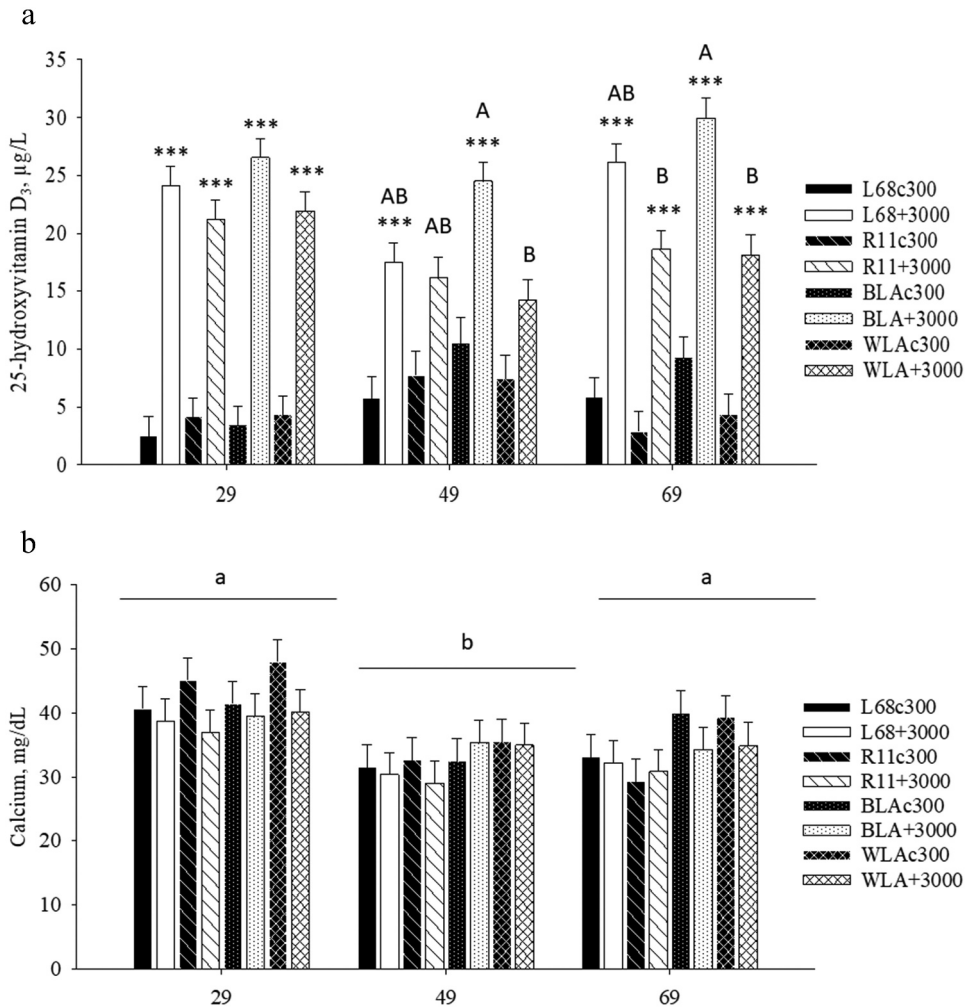 a
25-hydroxyvitamin D3, µg/L
35
30
25
20
15
10
5
0
*** *** *** ***
AB *** AB A *** B
AB *** B *** A *** B ***
29 49 69
L68c300
L68+3000
R11c300
R11+3000
BLAc300
BLA+3000
WLAc300
WLA+3000
b
Calcium, mg/dL
60
50
40
30
20
10
0
a b a
29 49 69
L68c300
L68+3000
R11c300
R11+3000
BLAc300
BLA+3000
WLAc300
WLA+3000